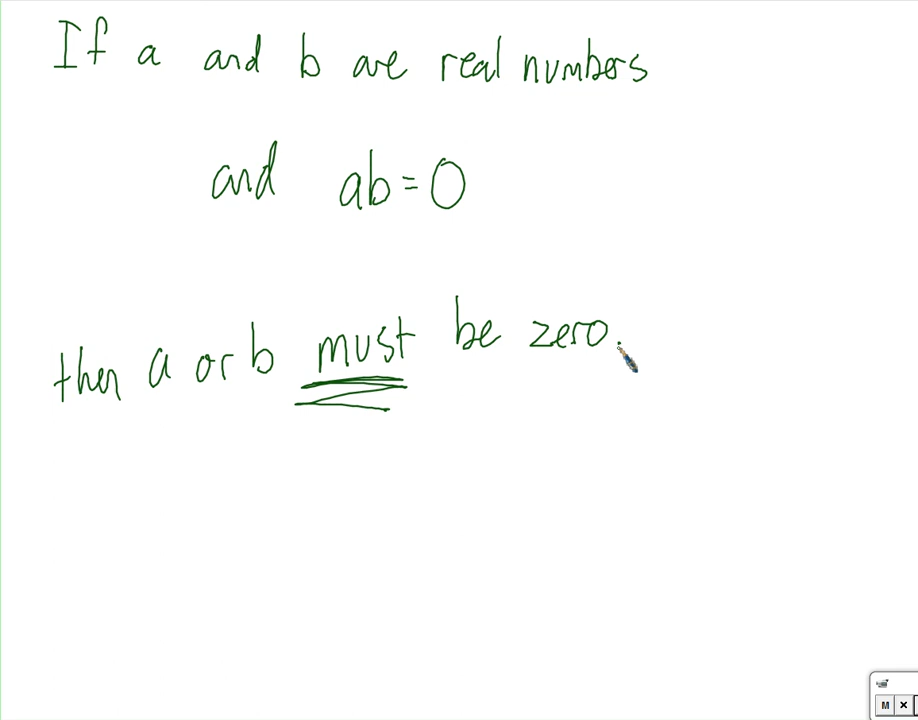 If a and b are real numbers
and ab=0
then a or b must be zero.
M ×